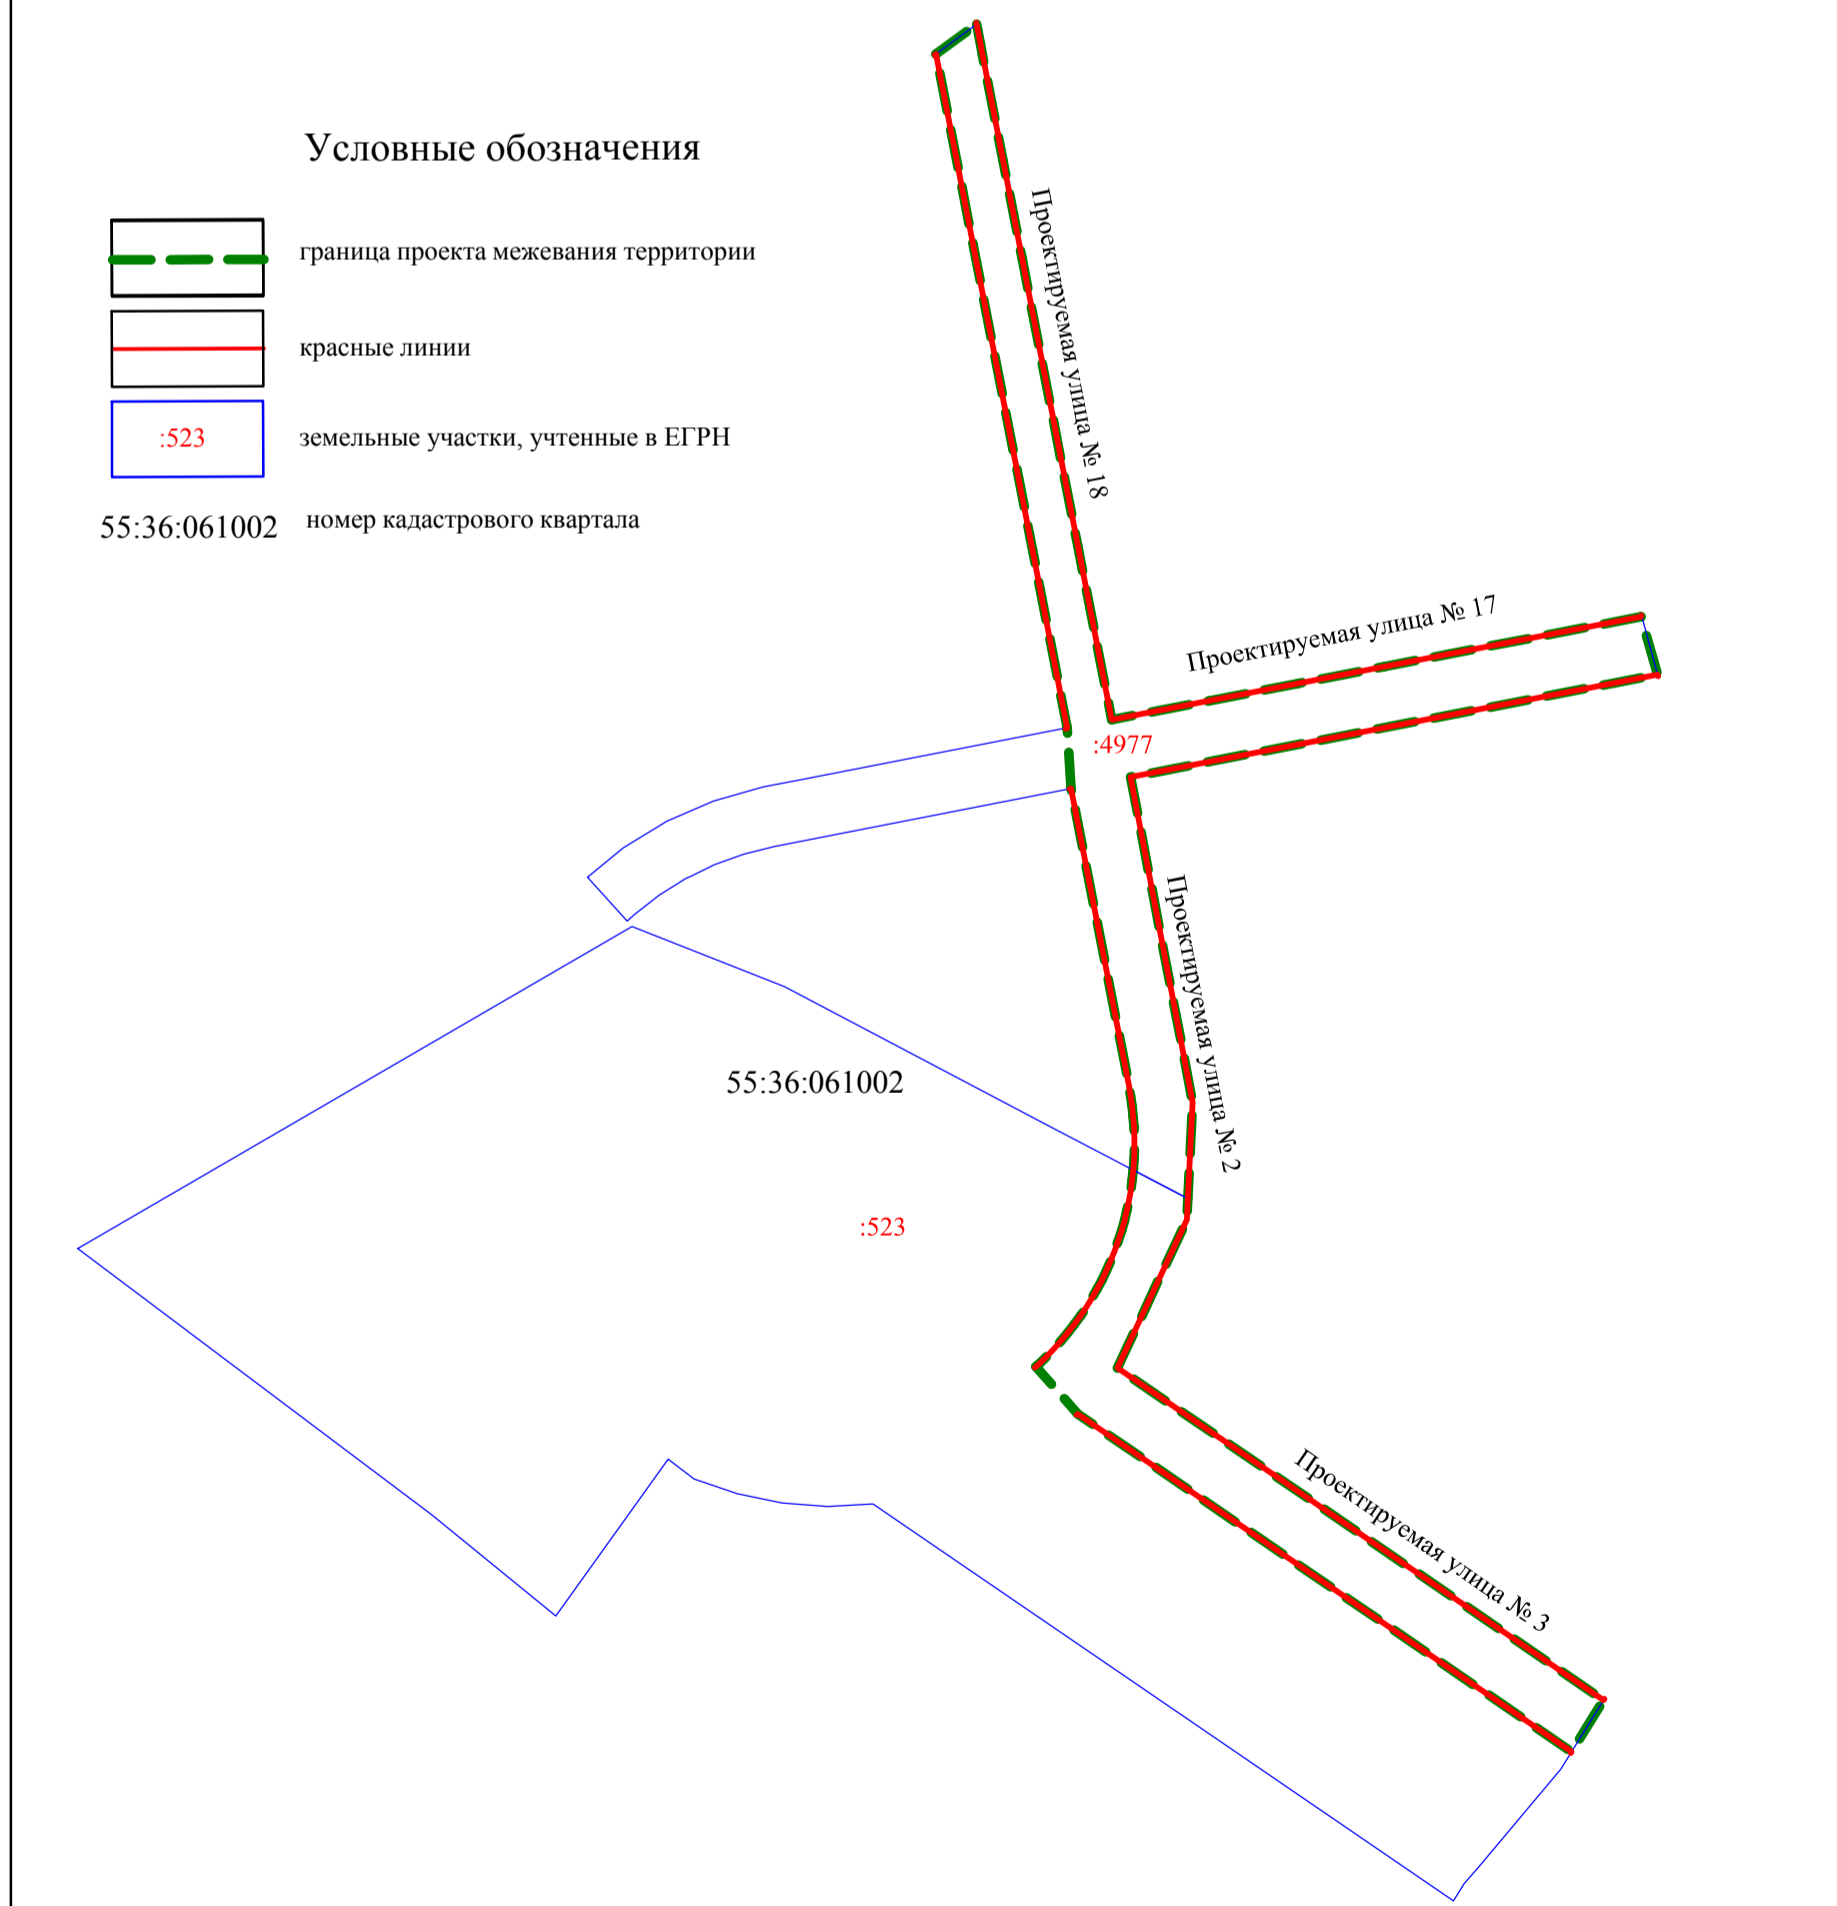 Условные обозначения
граница проекта межевания территории
красные линии
:523
земельные участки, учтенные в ЕГРН
55:36:061002
номер кадастрового квартала
Проектируемая улица № 18
Проектируемая улица № 17
:4977
Проектируемая улица № 2
55:36:061002
:523
Проектируемая улица № 3